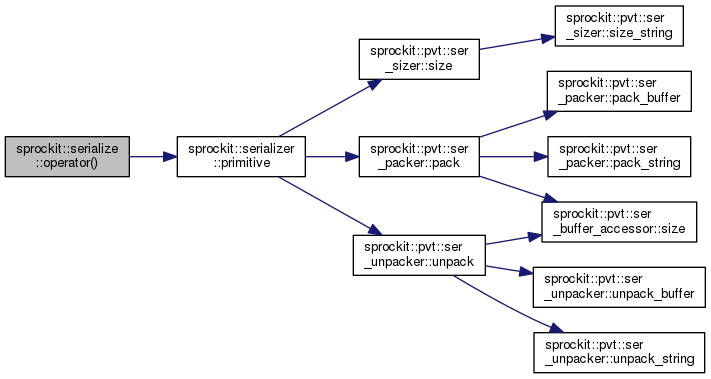 sprockit::serialize
::operator()
sprockit::serializer
::primitive
sprockit::pvt::ser
_sizer::size
sprockit::pvt::ser
_sizer::size_string
sprockit::pvt::ser
_packer::pack
sprockit::pvt::ser
_packer::pack_buffer
sprockit::pvt::ser
_packer::pack_string
sprockit::pvt::ser
_buffer_accessor::size
sprockit::pvt::ser
_unpacker::unpack
sprockit::pvt::ser
_unpacker::unpack_buffer
sprockit::pvt::ser
_unpacker::unpack_string